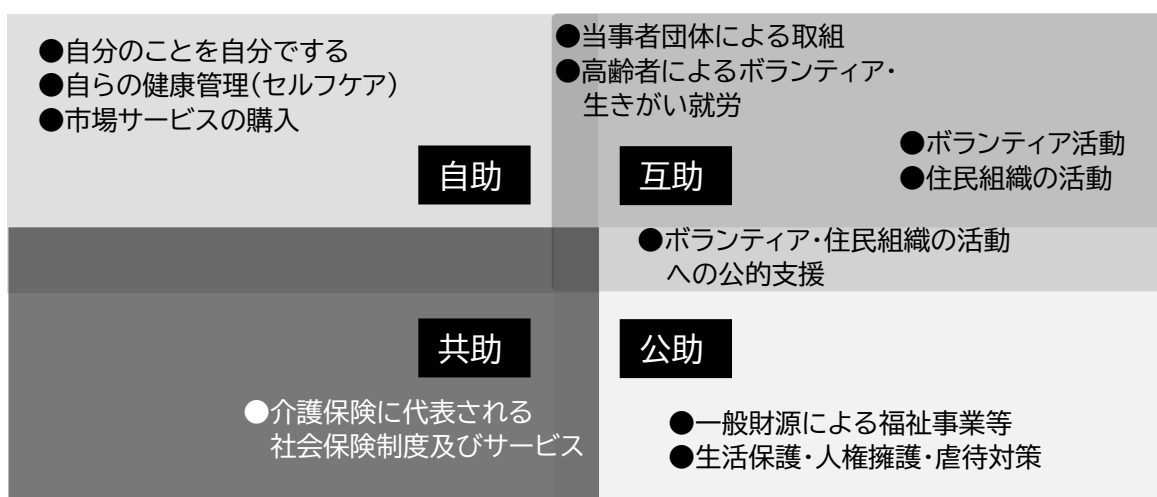 ●自分のことを自分でする
●自らの健康管理(セルフケア)
●市場サービスの購入
自助
●当事者団体による取組
●高齢者によるボランティア・
生きがい就労
●ボランティア活動
●住民組織の活動
互助
●ボランティア・住民組織の活動
への公的支援
共助
●介護保険に代表される
社会保険制度及びサービス
公助
●一般財源による福祉事業等
●生活保護・人権擁護・虐待対策